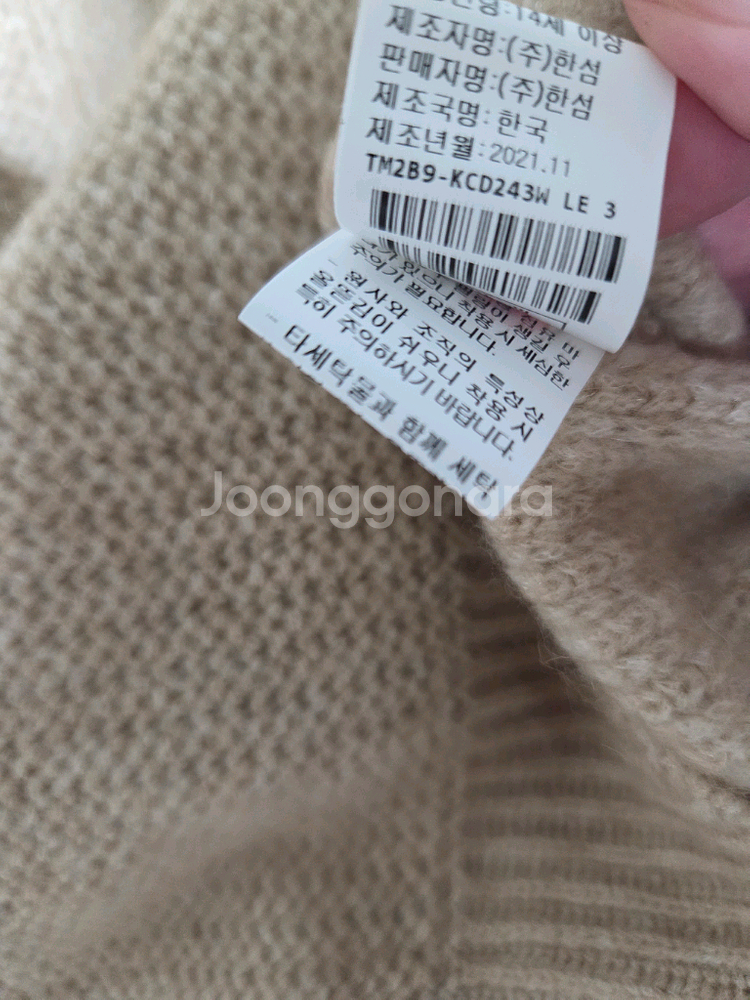 14세 이상
제조자명:(주)한섬
판매자명:(주)한섬
제조국명: 한국
제조년월:2021.11
TM2B9-KCD243W LE 3
주의가 필요합니다.
- 원사와 조직의 특성상
올뜯김이 쉬우니 착용 시
특히 주의하시기 바랍니다.
- 타세탁물과 함께 세탁
Joonggonara